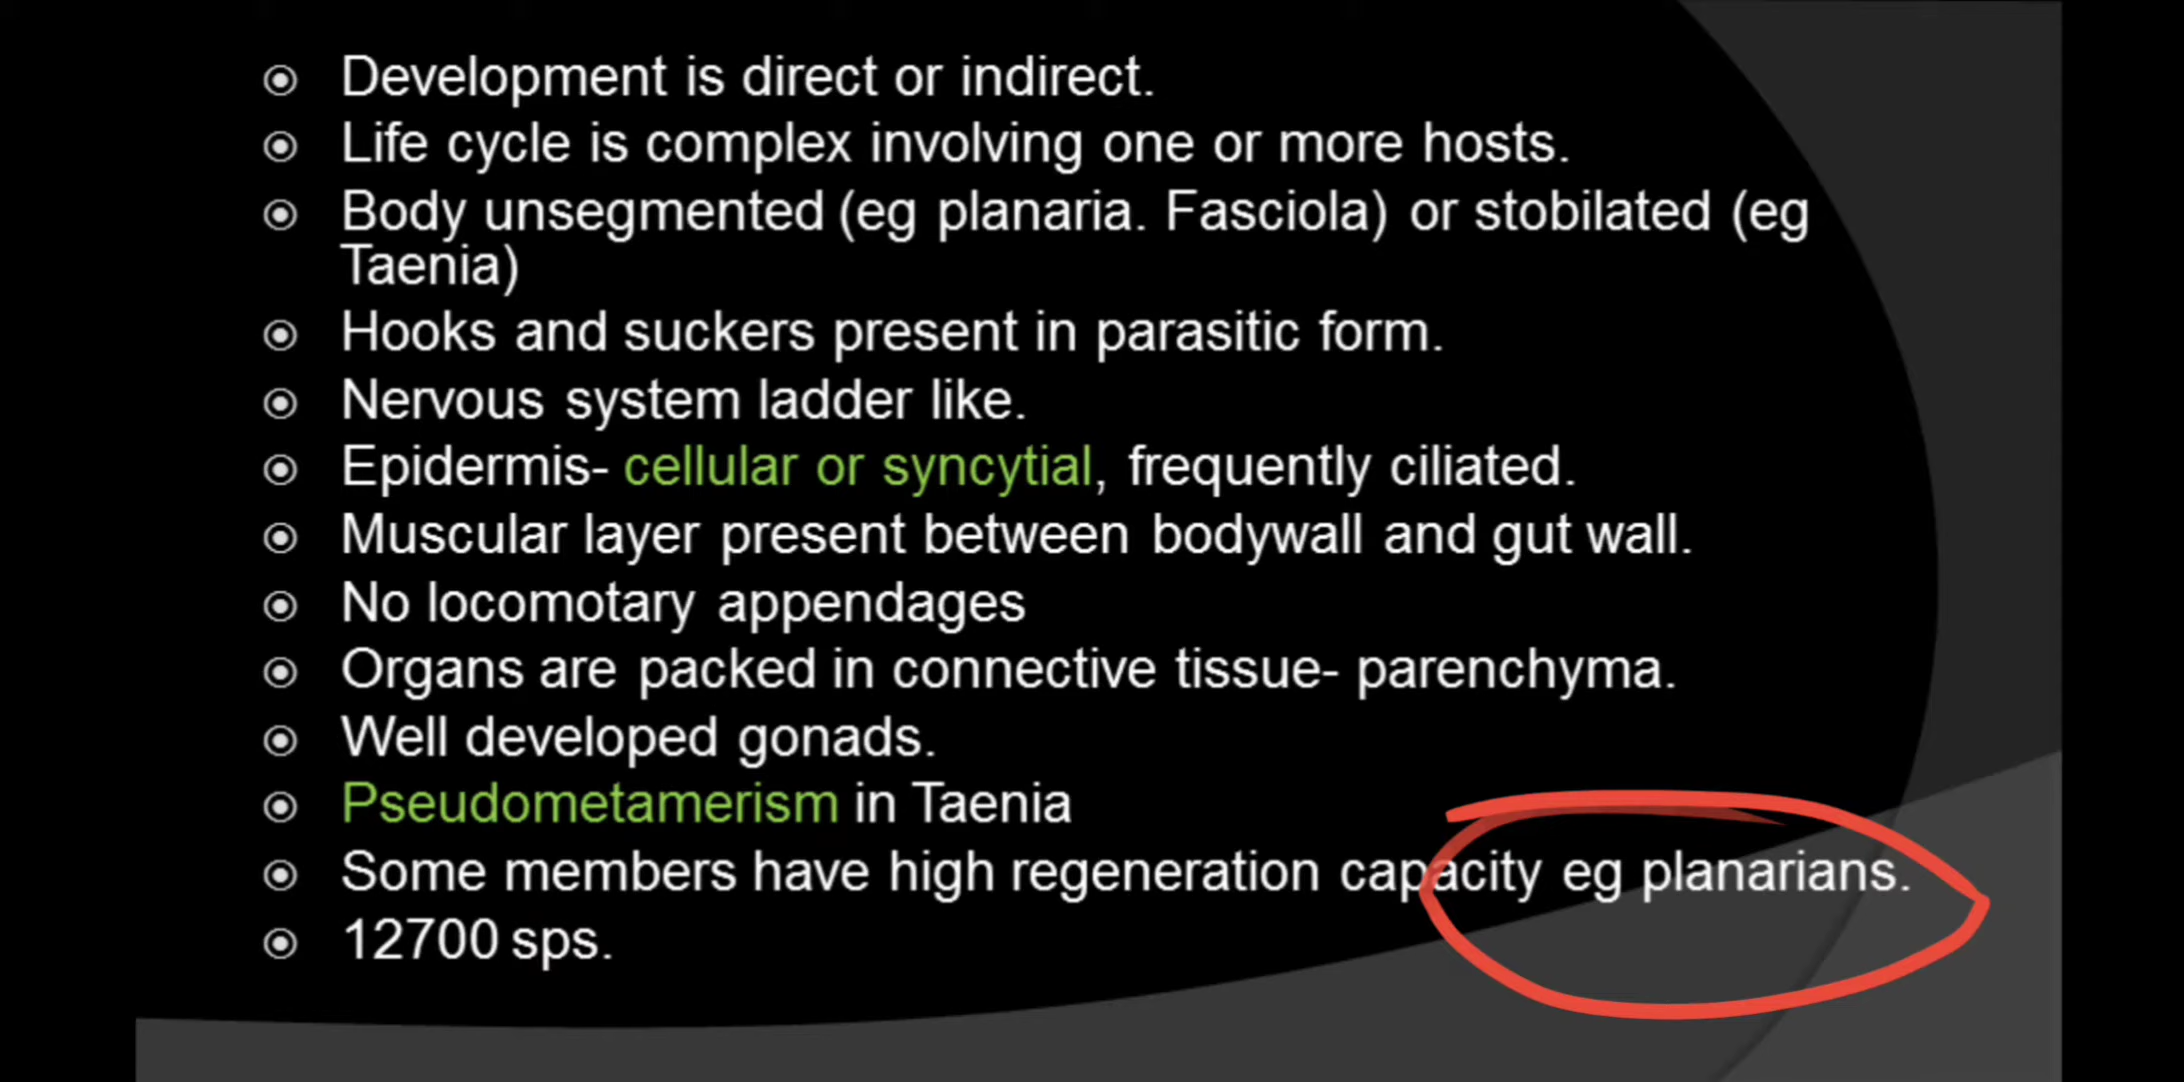 Development is direct or indirect.
Life cycle is complex involving one or more hosts.
Body unsegmented (eg planaria. Fasciola) or stobilated (eg
Taenia)
Hooks and suckers present in parasitic form.
Nervous system ladder like.
Epidermis- cellular or syncytial, frequently ciliated.
Muscular layer present between bodywall and gut wall.
No locomotary appendages
Organs are packed in connective tissue- parenchyma.
Well developed gonads.
Pseudometamerism in Taenia
Some members have high regeneration capacity eg planarians.
12700 sps.